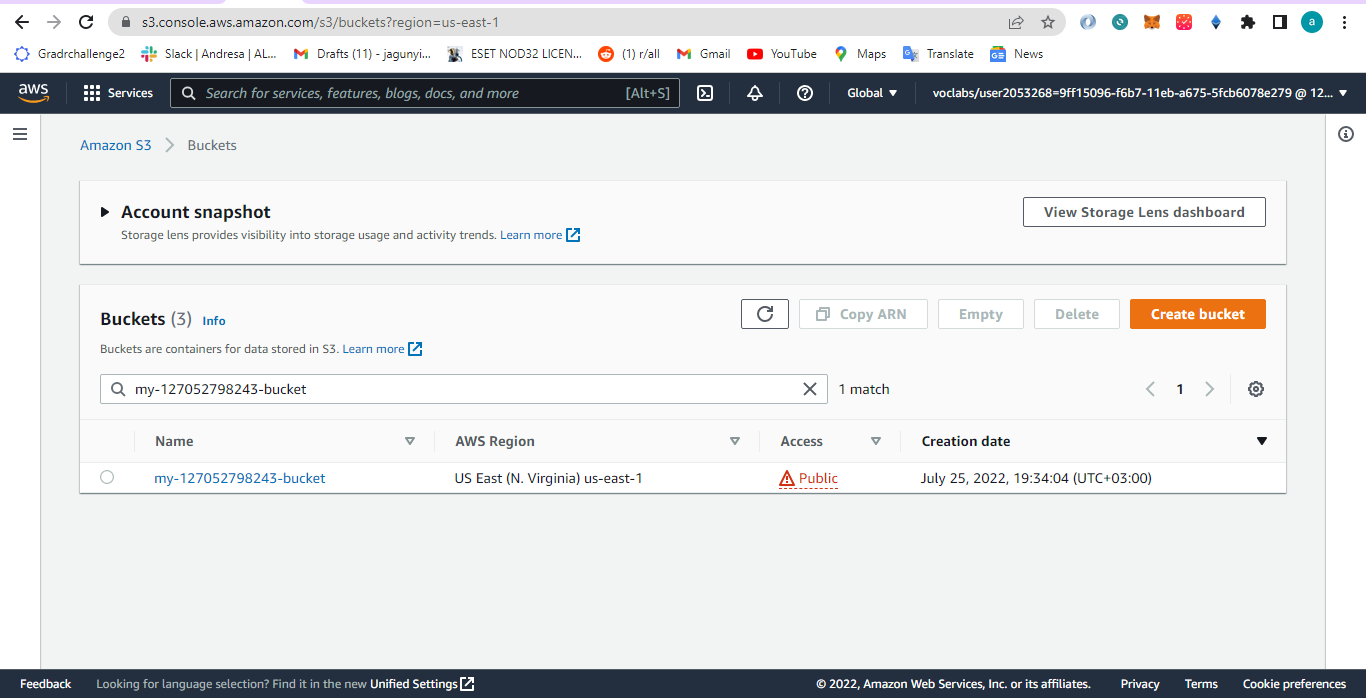 s3.console.aws.amazon.com/s3/buckets?region=us-east-1
a
Gradrchallenge2 Slack | Andresa | AL... Drafts (11) - jagunyi... ESET NOD32 LICEN... (1) r/all Gmail YouTube Maps Translate News
aws Services Search for services, features, blogs, docs, and more [Alt+S] Global voclabs/user2053268=9ff15096-f6b7-11eb-a675-5fcb6078e279 @ 12...
Amazon S3 Buckets
Account snapshot
View Storage Lens dashboard
Storage lens provides visibility into storage usage and activity trends. Learn more
Buckets (3) Info
Copy ARN Empty Delete Create bucket
Buckets are containers for data stored in S3. Learn more
my-127052798243-bucket 1 match 1
Name AWS Region Access Creation date
my-127052798243-bucket US East (N. Virginia) us-east-1 Public July 25, 2022, 19:34:04 (UTC+03:00)
Feedback Looking for language selection? Find it in the new Unified Settings © 2022, Amazon Web Services, Inc. or its affiliates. Privacy Terms Cookie preferences